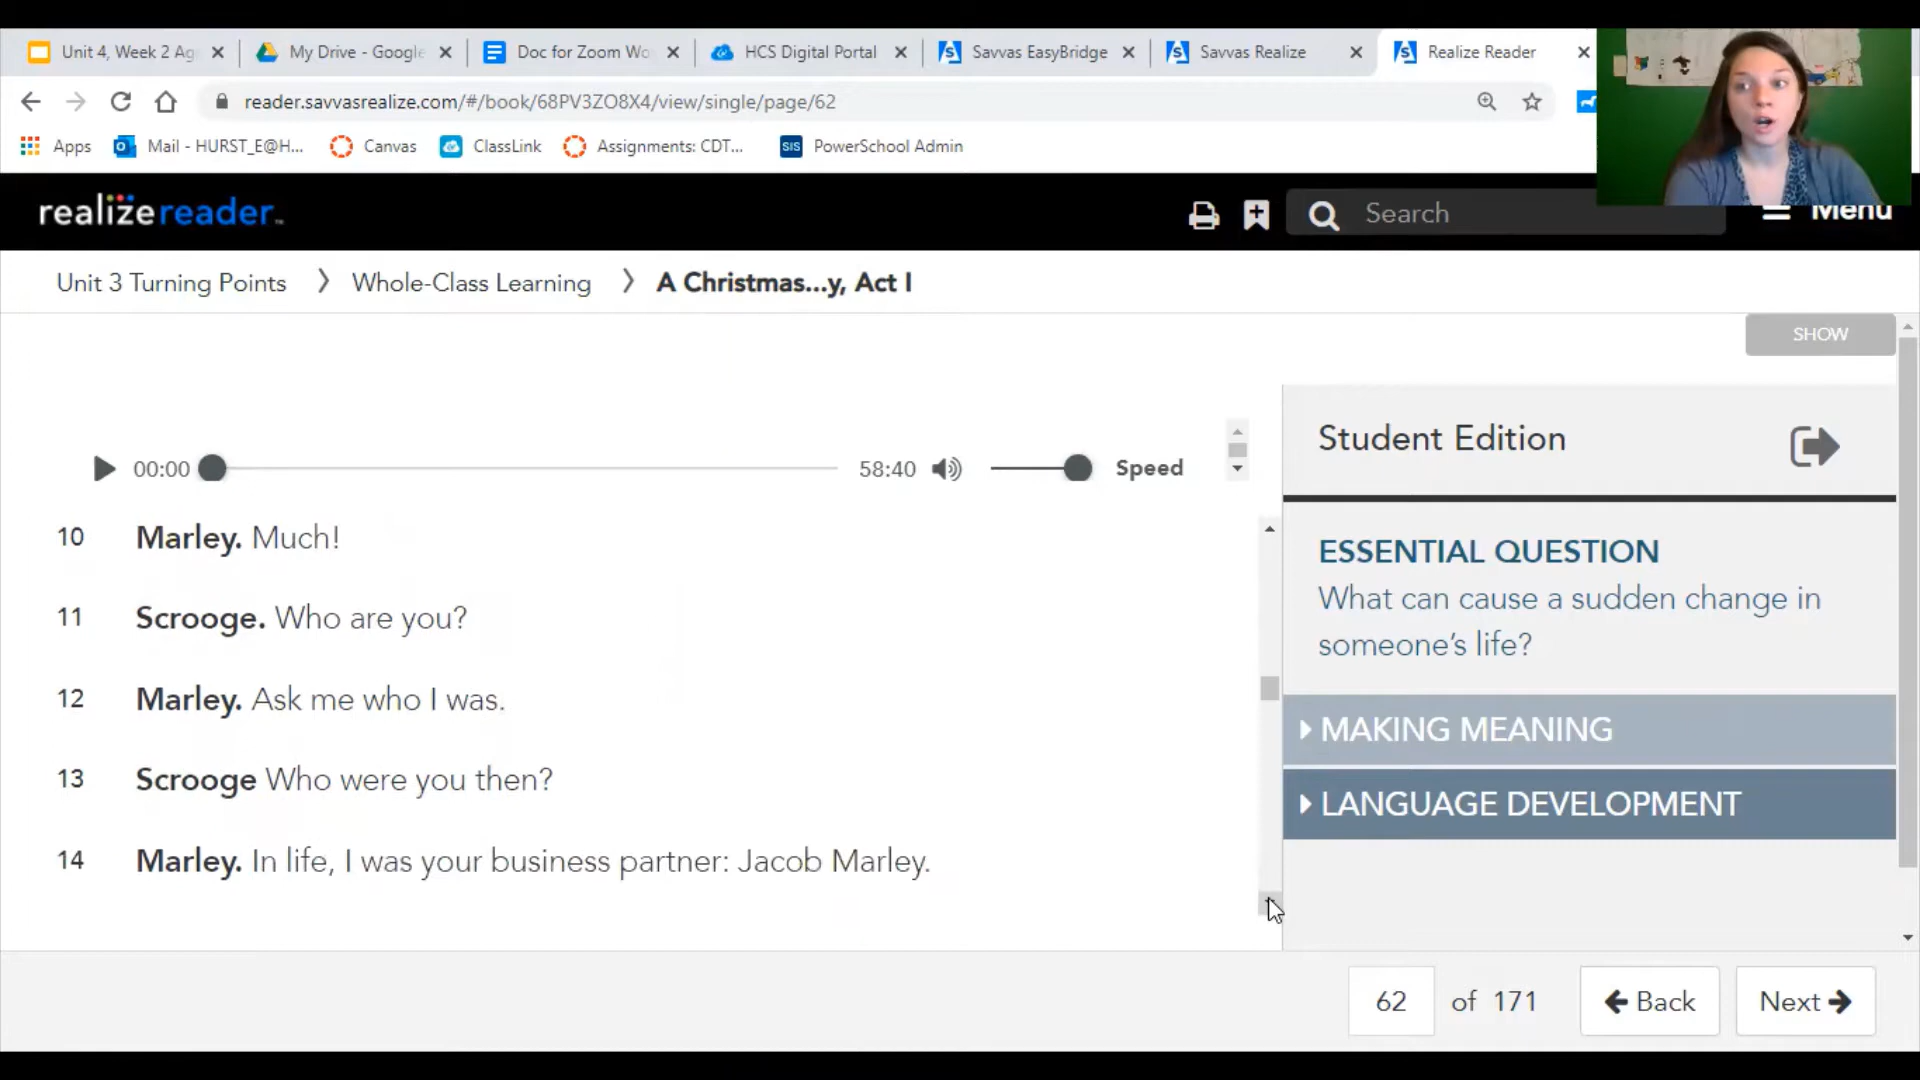 Unit 4, Week 2 Ag
My Drive - Google
Doc for Zoom Wo
HCS Digital Portal
Savvas EasyBridge
Savvas Realize
Realize Reader
reader.savvasrealize.com/#/book/68PV3ZO8X4/view/single/page/62
Apps
Mail - HURST_E@H...
Canvas
ClassLink
Assignments: CDT...
SIS
PowerSchool Admin
realizereader
Search
Menu
Unit 3 Turning Points
Whole-Class Learning
A Christmas...y, Act I
SHOW
00:00
58:40
Speed
10 Marley. Much!
11 Scrooge. Who are you?
12 Marley. Ask me who I was.
13 Scrooge Who were you then?
14 Marley. In life, I was your business partner: Jacob Marley.
Student Edition
ESSENTIAL QUESTION
What can cause a sudden change in
someone's life?
MAKING MEANING
LANGUAGE DEVELOPMENT
62 of 171
Back
Next